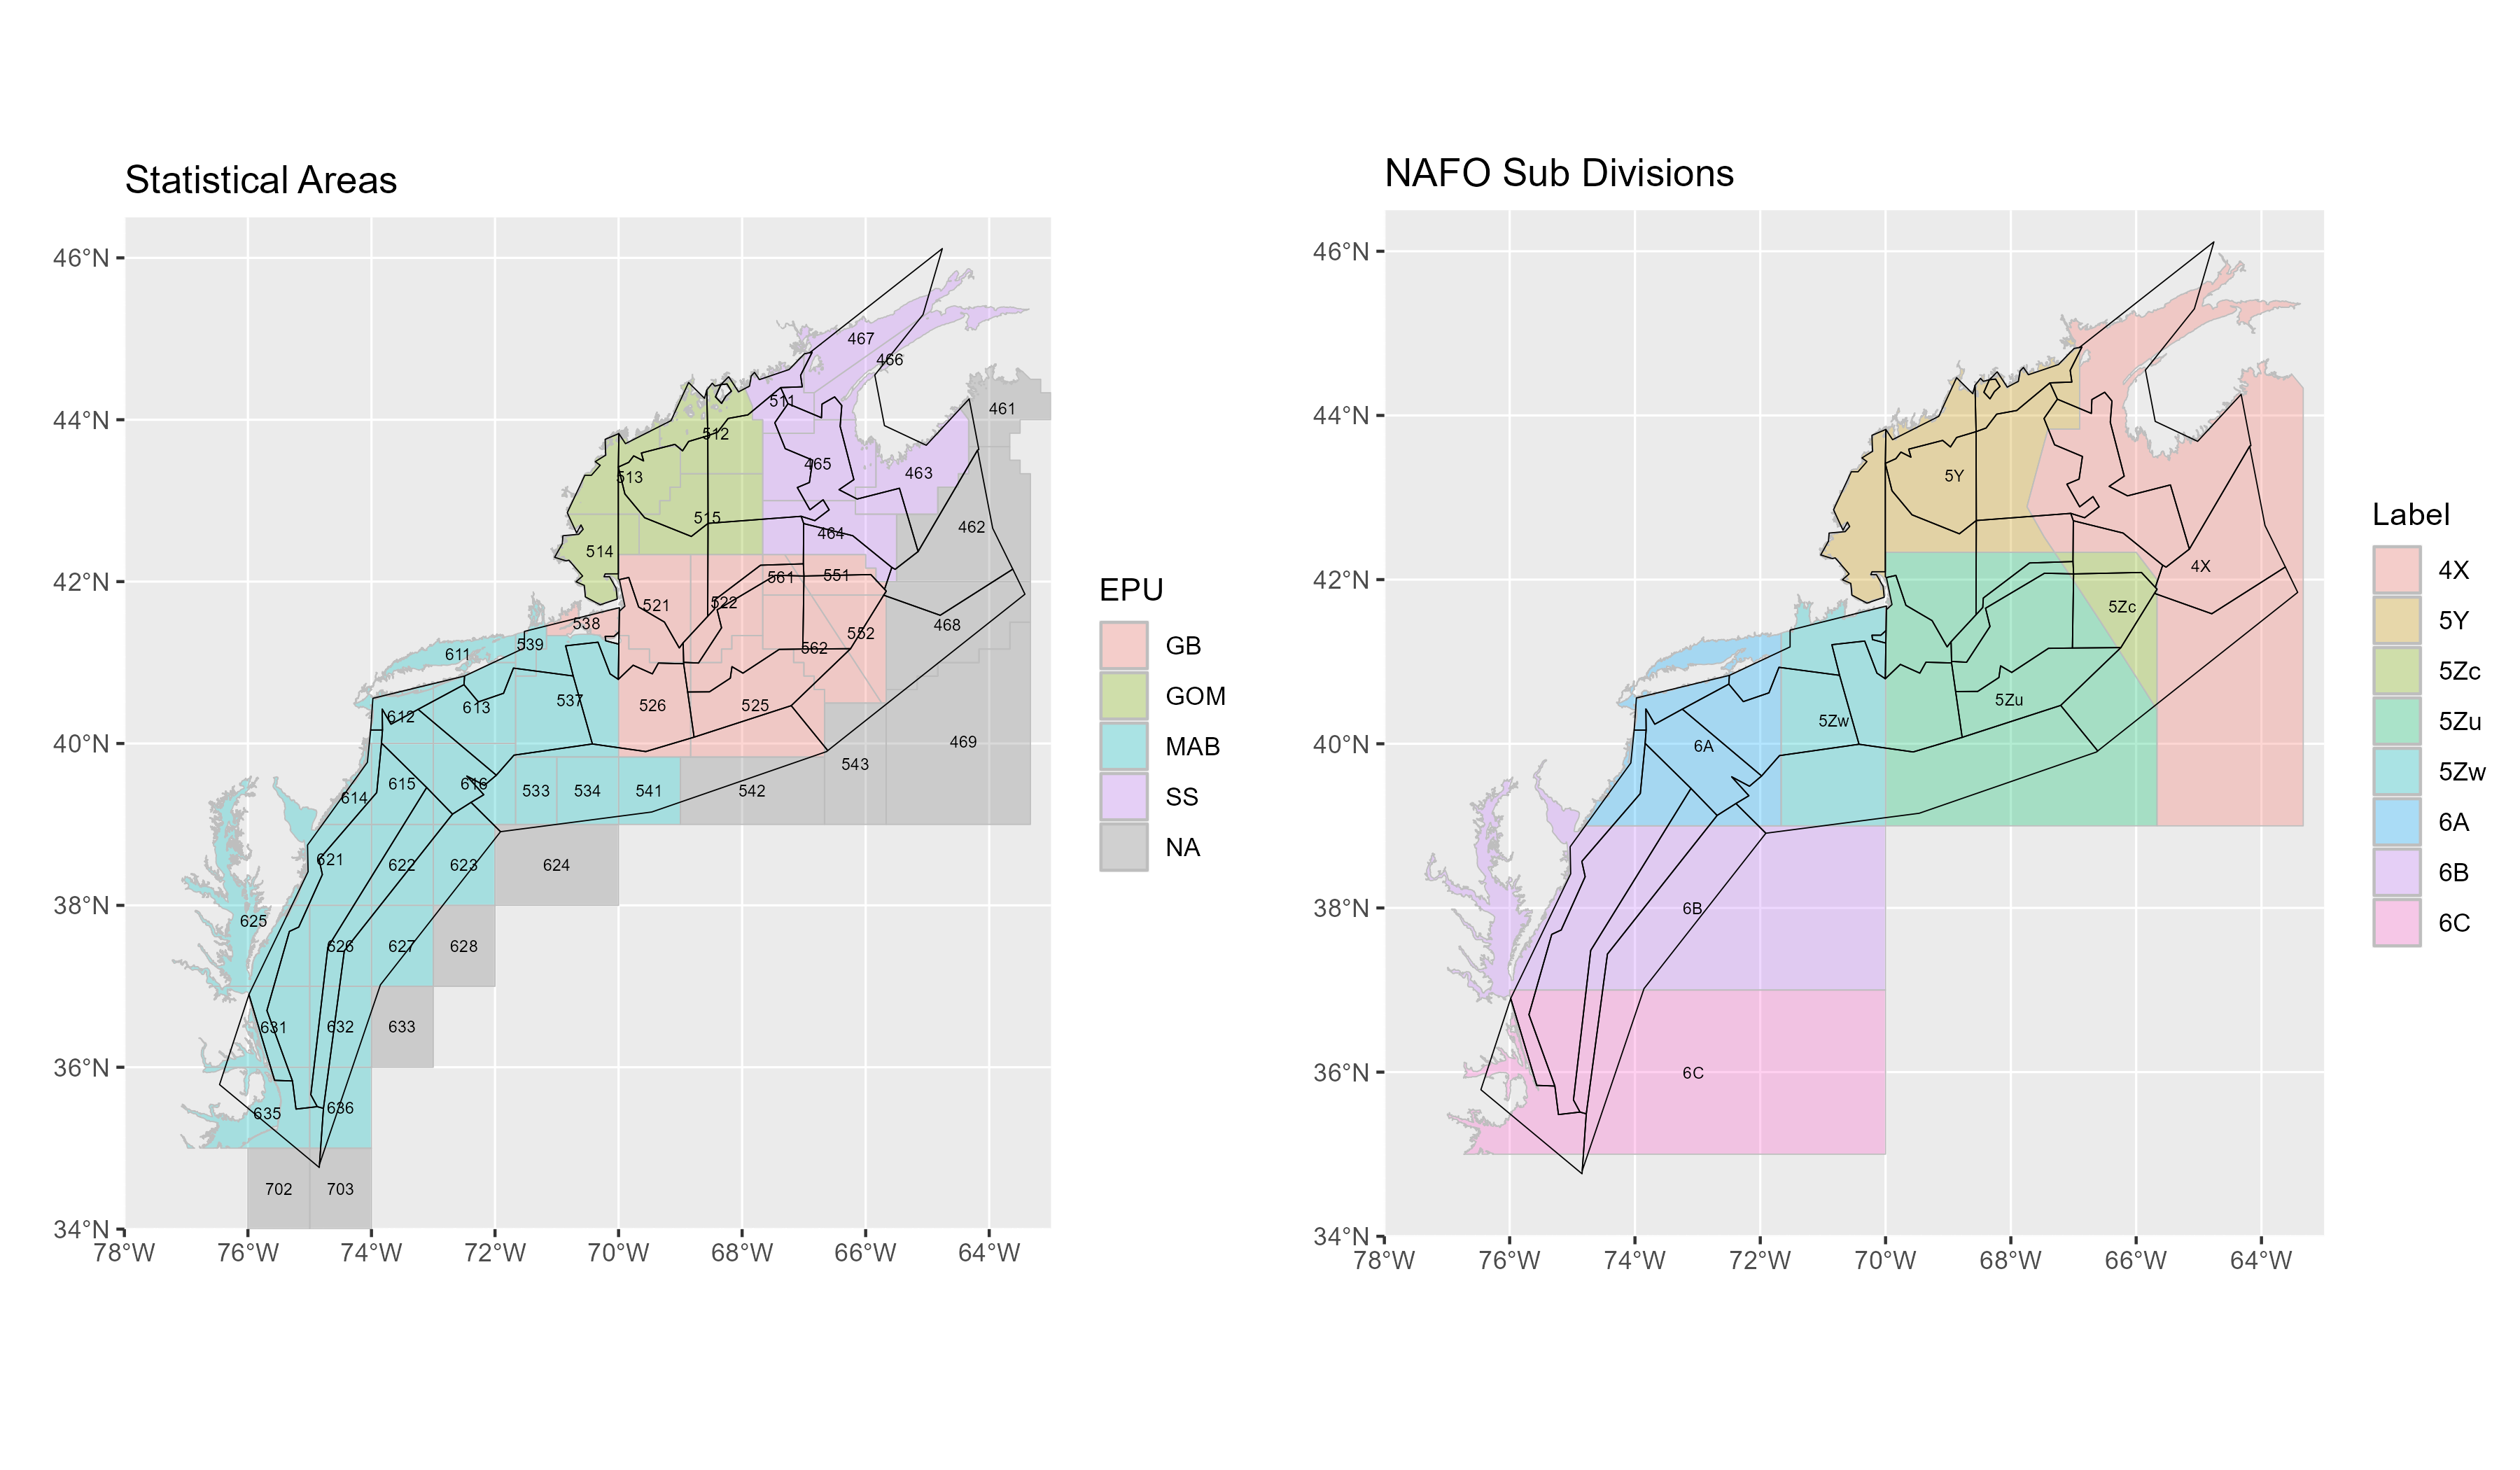 Statistical Areas
46°N
44°N
42°N
40°N
38°N
36°N
34°N
78°W 76°W 74°W 72°W 70°W 68°W 66°W 64°W
467
466
461
511
512
465
463
513
515
464
462
514
561 551
521 522
538 552 468
539 562
611
537
526 525
613
612
469
543
615 616 533 534 541 542
614
621 622 623 624
625
626 627 628
631 632 633
635 636
702 703
EPU
GB
GOM
MAB
SS
NA
NAFO Sub Divisions
46°N
44°N
42°N
40°N
38°N
36°N
34°N
78°W 76°W 74°W 72°W 70°W 68°W 66°W 64°W
5Y
4X
5Zc
5Zu
5Zw
6A
6B
6C
Label
4X
5Y
5Zc
5Zu
5Zw
6A
6B
6C